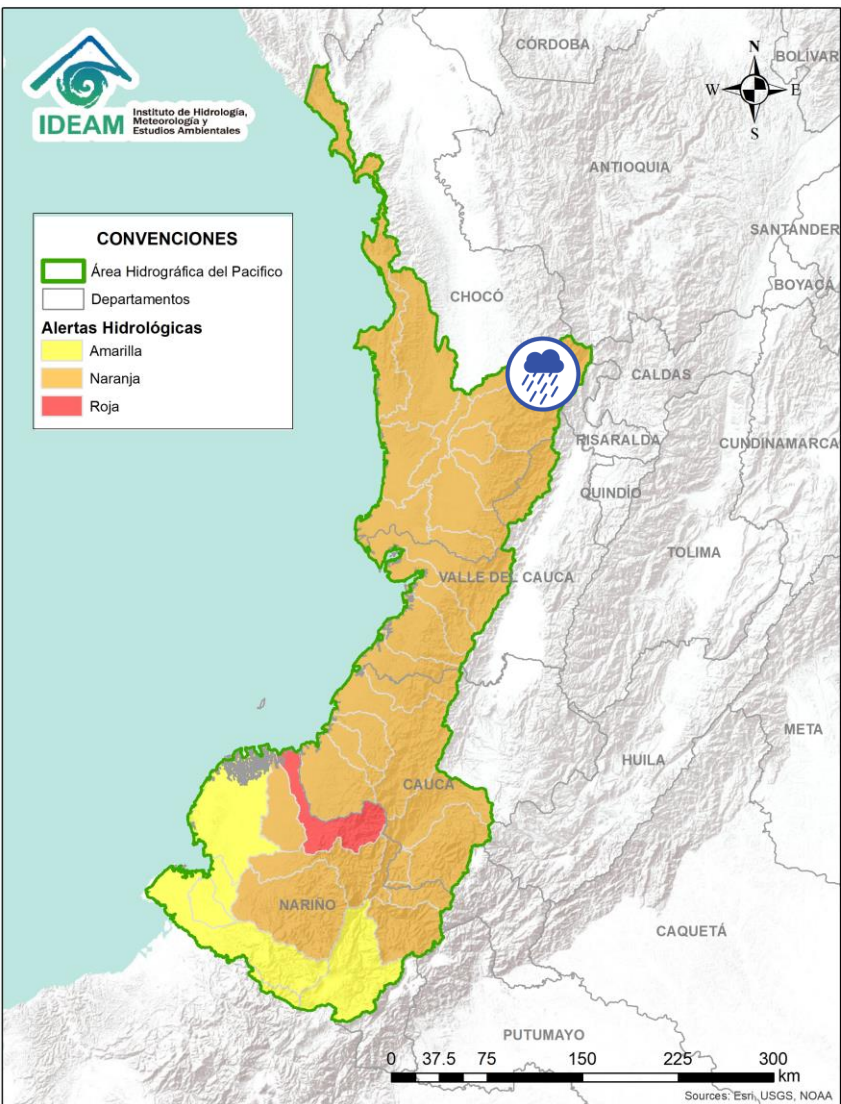 IDEAM
Instituto de Hidrología,
Meteorología y
Estudios Ambientales
CONVENCIONES
Área Hidrográfica del Pacifico
Departamentos
Alertas Hidrológicas
Amarilla
Naranja
Roja
N
W
E
S
CÓRDOBA
BOLÍVAR
ANTIOQUIA
SANTANDER
BOYACÁ
CHOCÓ
CALDAS
RISARALDA
CUNDINAMARCA
QUINDÍO
TOLIMA
VALLE DEL CAUCA
META
HUILA
CAUCA
NARIÑO
CAQUETÁ
PUTUMAYO
0 37.5 75 150 225 300
km
Sources: Esri, USGS, NOAA